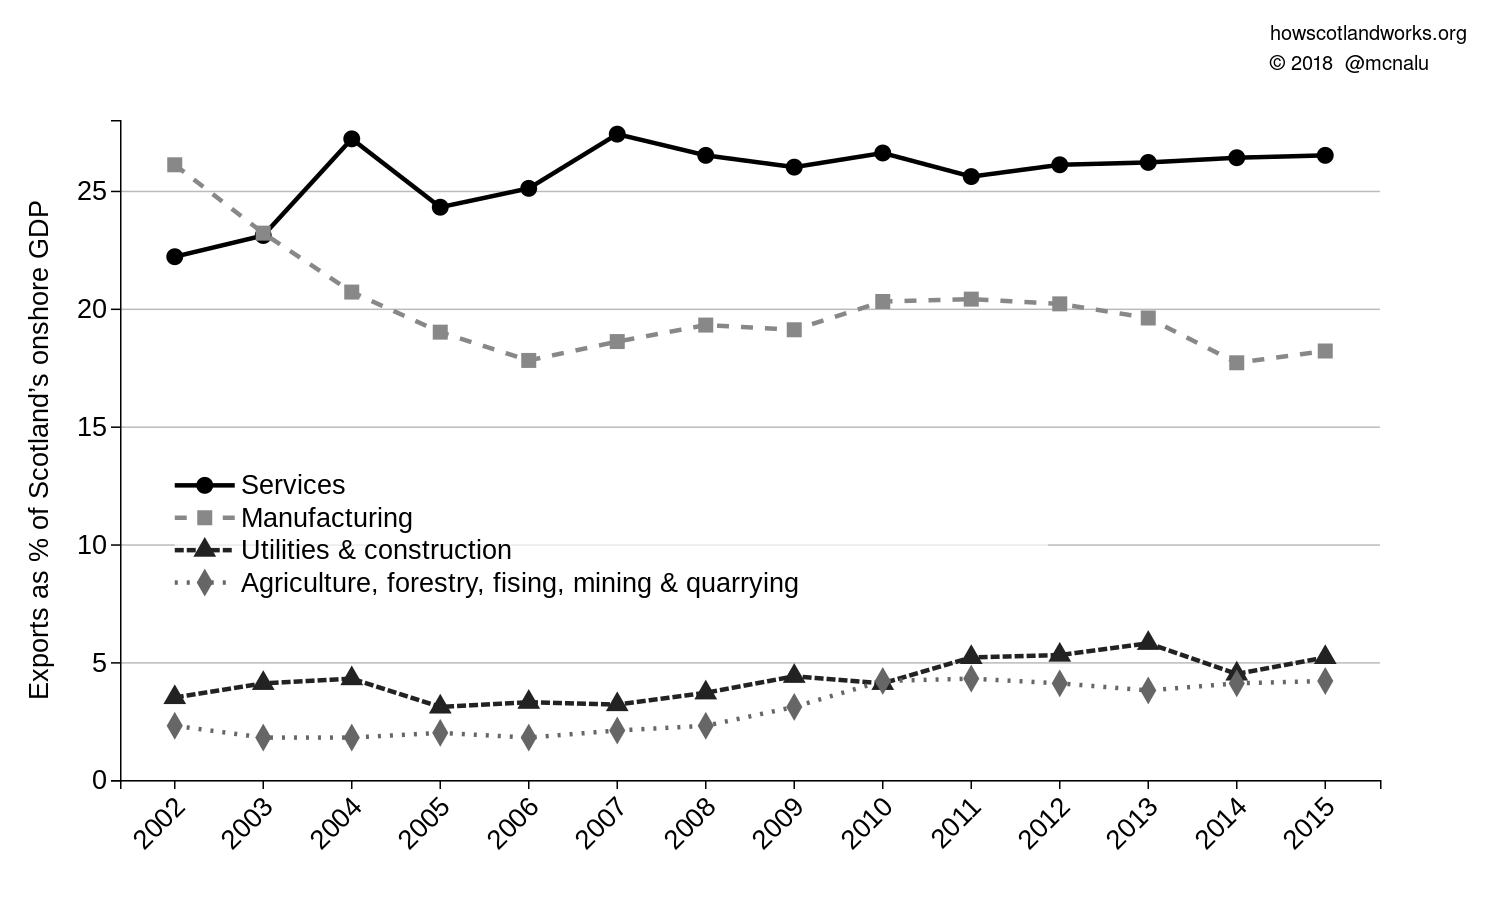 howscotlandworks.org
© 2018 @mcnalu
Exports as % of Scotland’s onshore GDP
25
20
15
10
5
0
Services
Manufacturing
Utilities & construction
Agriculture, forestry, fising, mining & quarrying
2002 2003 2004 2005 2006 2007 2008 2009 2010 2011 2012 2013 2014 2015